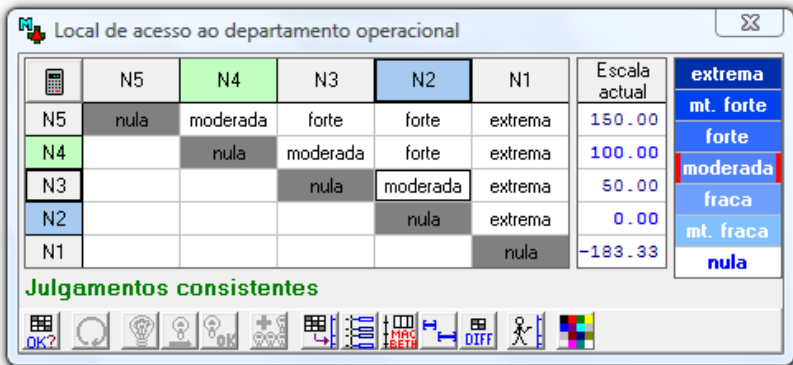 Local de acesso ao departamento operacional
N5 N4 N3 N2 N1 Escala actual extrema
N5 nula moderada forte forte extrema 150.00 mt. forte
N4 nula moderada forte extrema 100.00 forte
N3 nula moderada extrema 50.00 moderada
N2 nula extrema 0.00 fraca
N1 nula -183.33 mt. fraca
nula
Julgamentos consistentes
OK? OK MAC BETH DIFF